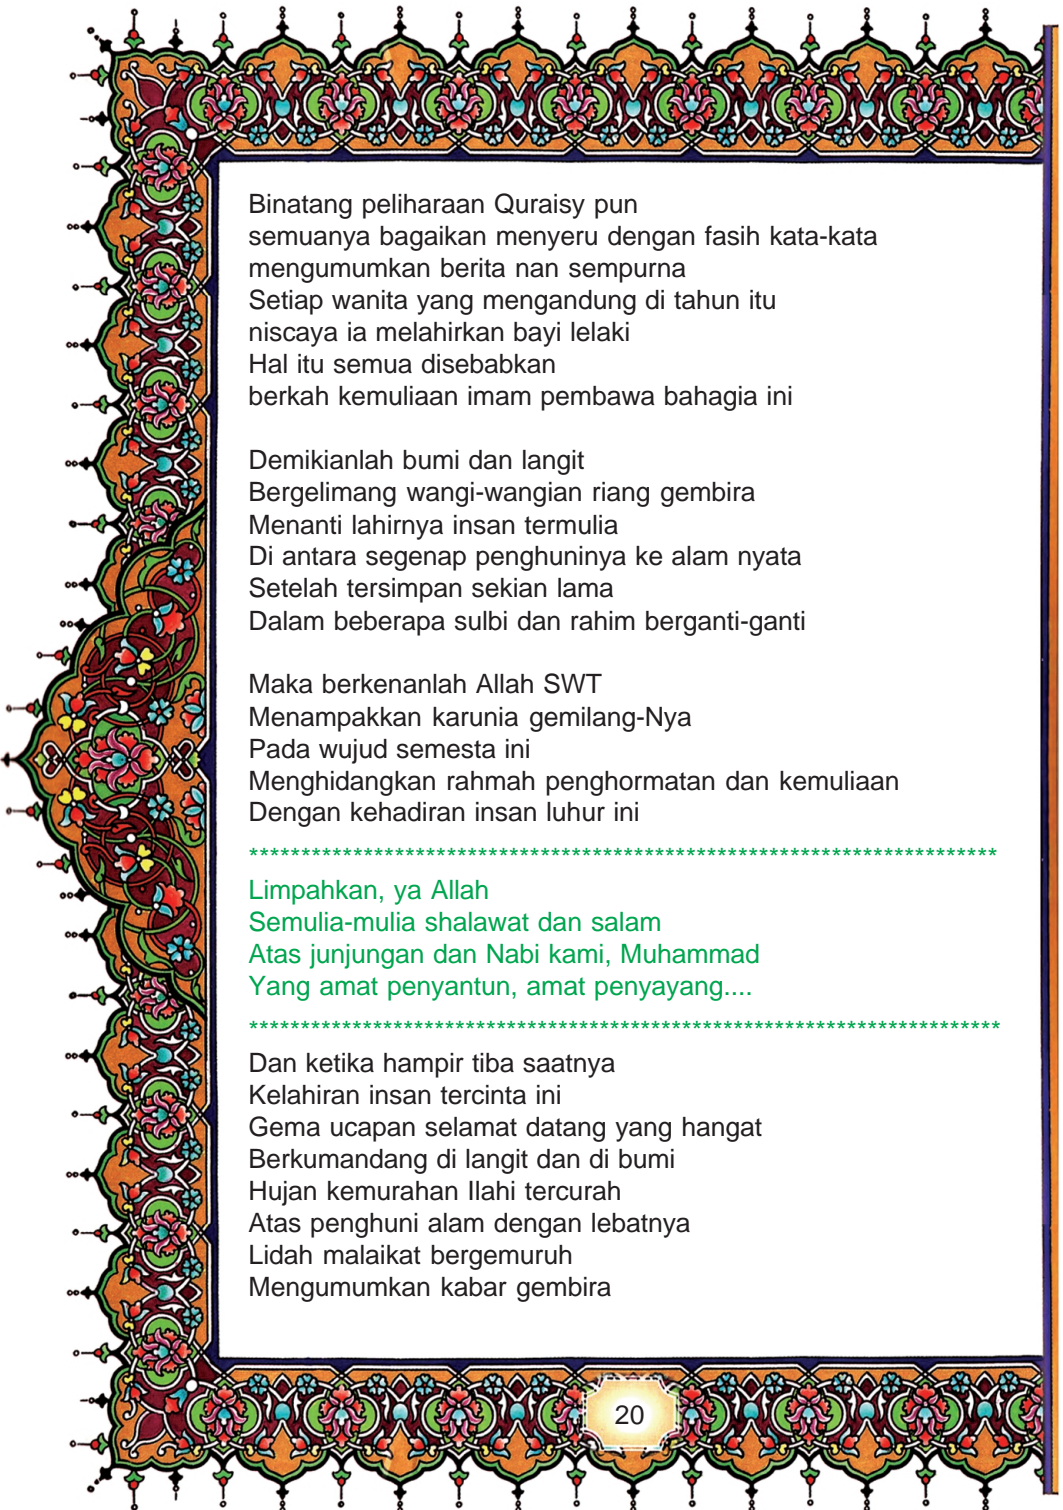 Binatang peliharaan Quraisy pun
semuanya bagaikan menyeru dengan fasih kata-kata
mengumumkan berita nan sempurna
Setiap wanita yang mengandung di tahun itu
niscaya ia melahirkan bayi lelaki
Hal itu semua disebabkan
berkah kemuliaan imam pembawa bahagia ini

Demikianlah bumi dan langit
Bergelimang wangi-wangian riang gembira
Menanti lahirnya insan termulia
Di antara segenap penghuninya ke alam nyata
Setelah tersimpan sekian lama
Dalam beberapa sulbi dan rahim berganti-ganti

Maka berkenanlah Allah SWT
Menampakkan karunia gemilang-Nya
Pada wujud semesta ini
Menghidangkan rahmah penghormatan dan kemuliaan
Dengan kehadiran insan luhur ini
************************************************************************
Limpahkan, ya Allah
Semulia-mulia shalawat dan salam
Atas junjungan dan Nabi kami, Muhammad
Yang amat penyantun, amat penyayang....
************************************************************************
Dan ketika hampir tiba saatnya
Kelahiran insan tercinta ini
Gema ucapan selamat datang yang hangat
Berkumandang di langit dan di bumi
Hujan kemurahan Ilahi tercurah
Atas penghuni alam dengan lebatnya
Lidah malaikat bergemuruh
Mengumumkan kabar gembira
20